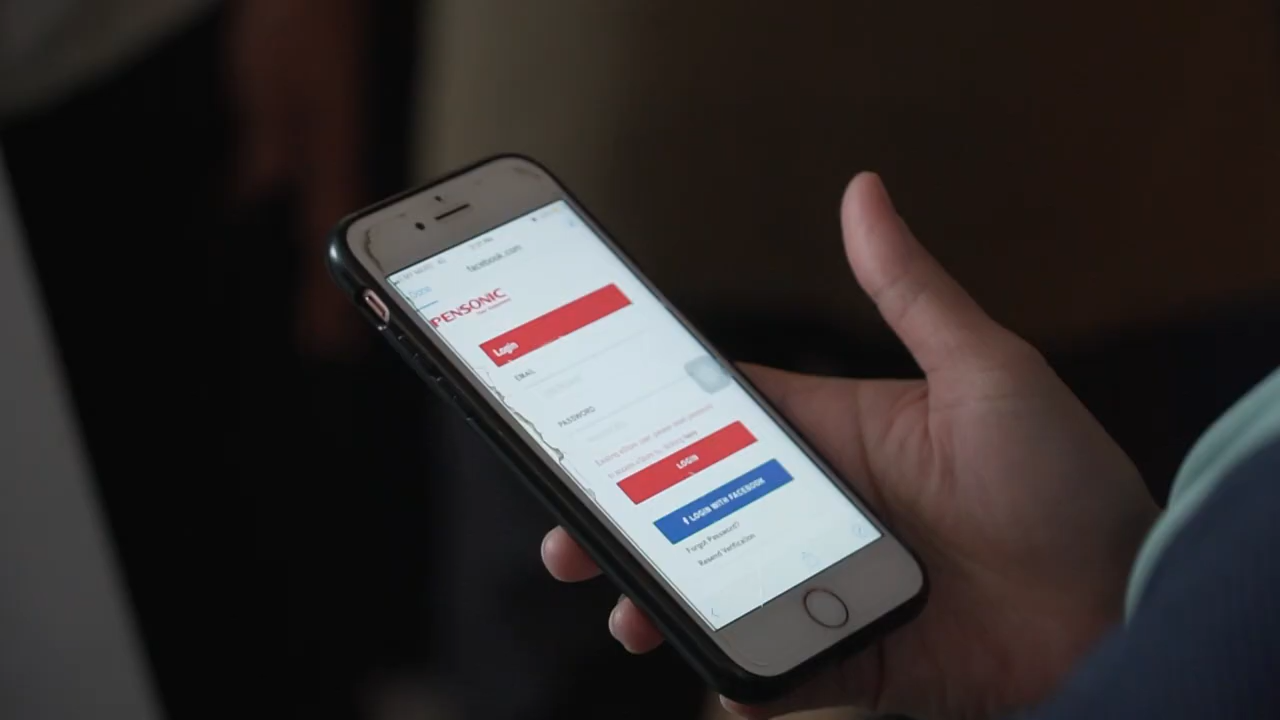 facebook.com
Done
PENSONIC
Login
EMAIL
PASSWORD
LOGIN
f LOGIN WITH FACEBOOK
Forgot Password?
Resend Verification